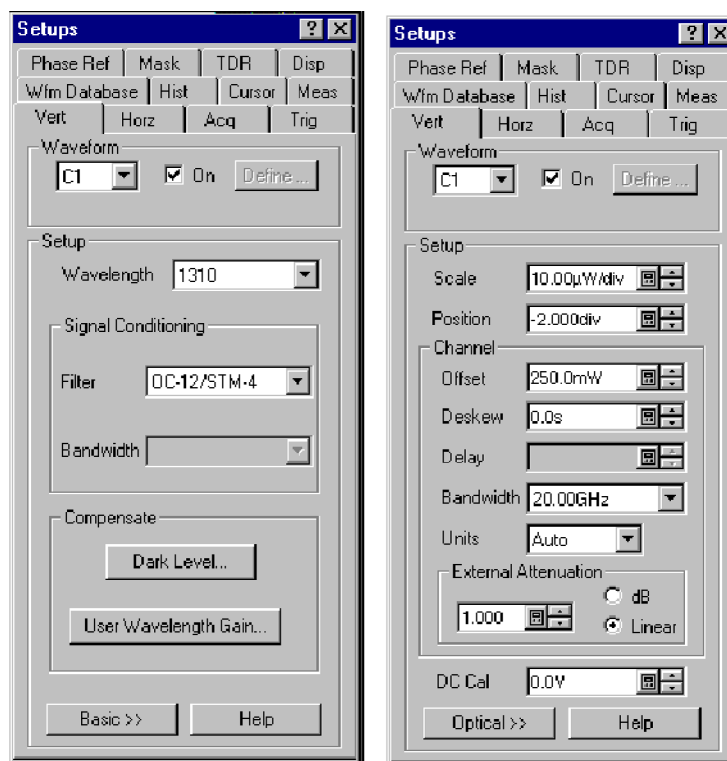 Setups
Phase Ref Mask TDR Disp
Wfm Database Hist Cursor Meas
Vert Horz Acq Trig
Waveform
C1 On Define ...
Setup
Wavelength 1310
Signal Conditioning
Filter OC-12/STM-4
Bandwidth
Compensate
Dark Level...
User Wavelength Gain...
Basic >> Help
Setups
Phase Ref Mask TDR Disp
Wfm Database Hist Cursor Meas
Vert Horz Acq Trig
Waveform
C1 On Define ...
Setup
Scale 10.00µW/div
Position -2.000div
Channel
Offset 250.0mW
Deskew 0.0s
Delay
Bandwidth 20.00GHz
Units Auto
External Attenuation
dB
1.000
Linear
DC Cal 0.0V
Optical >> Help